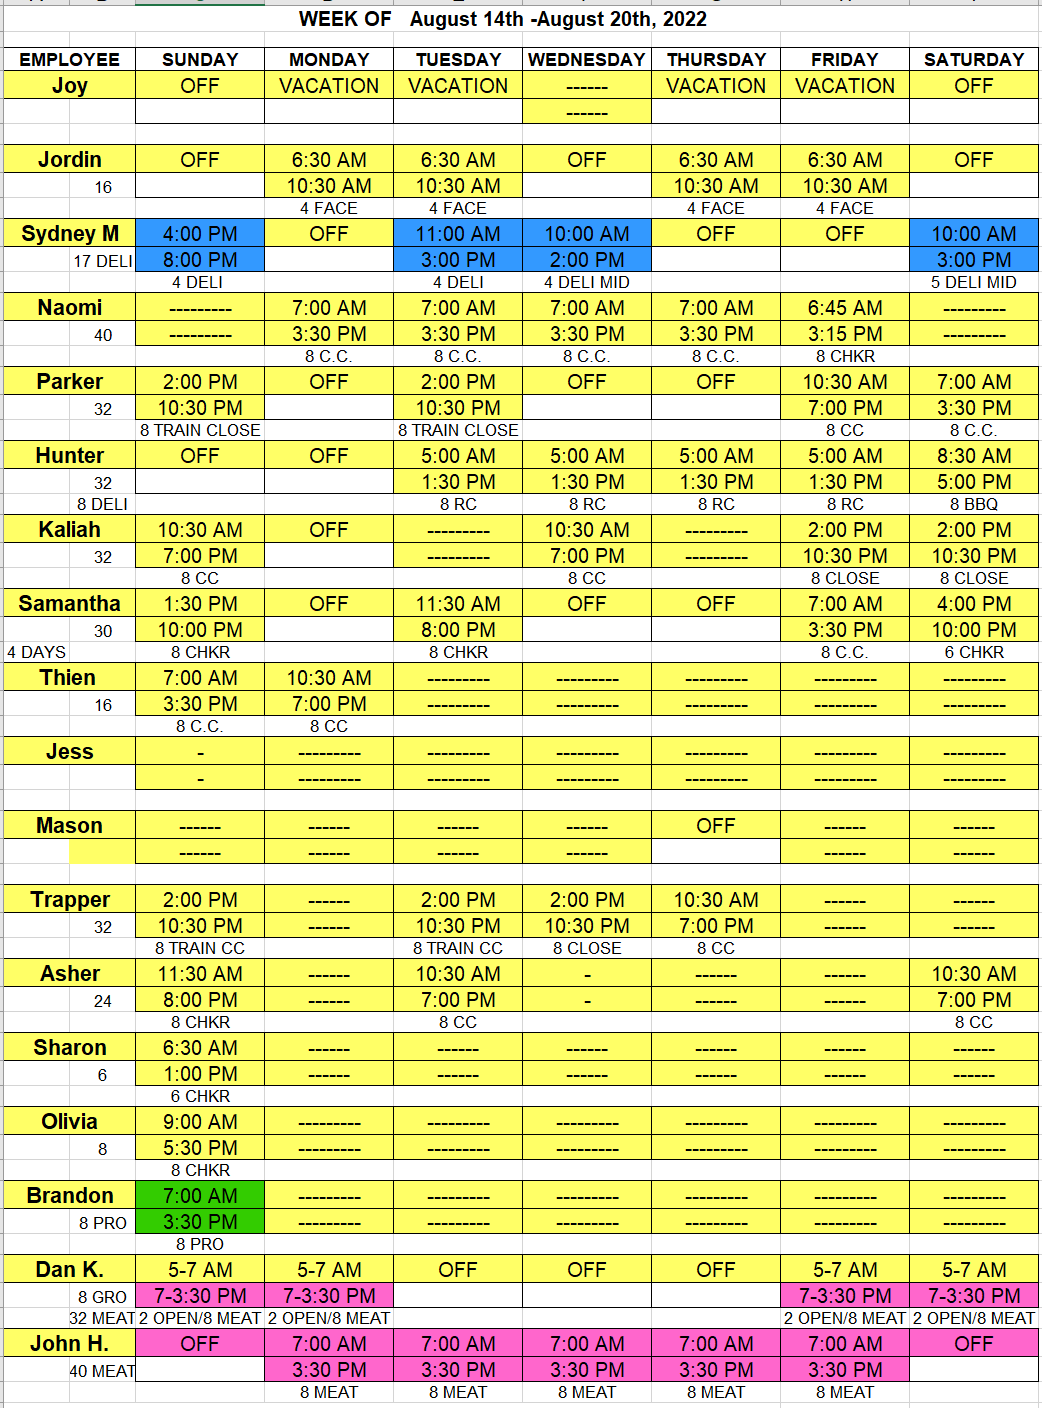 WEEK OF August 14th -August 20th, 2022
EMPLOYEE SUNDAY MONDAY TUESDAY WEDNESDAY THURSDAY FRIDAY SATURDAY
Joy OFF VACATION VACATION ------ VACATION VACATION OFF
------
Jordin OFF 6:30 AM 6:30 AM OFF 6:30 AM 6:30 AM OFF
16 10:30 AM 10:30 AM 10:30 AM 10:30 AM
4 FACE 4 FACE 4 FACE 4 FACE
Sydney M 4:00 PM OFF 11:00 AM 10:00 AM OFF OFF 10:00 AM
17 DELI 8:00 PM 3:00 PM 2:00 PM 3:00 PM
4 DELI 4 DELI 4 DELI MID 5 DELI MID
Naomi --------- 7:00 AM 7:00 AM 7:00 AM 7:00 AM 6:45 AM ---------
40 --------- 3:30 PM 3:30 PM 3:30 PM 3:30 PM 3:15 PM ---------
8 C.C. 8 C.C. 8 C.C. 8 C.C. 8 CHKR
Parker 2:00 PM OFF 2:00 PM OFF OFF 10:30 AM 7:00 AM
32 10:30 PM 10:30 PM 7:00 PM 3:30 PM
8 TRAIN CLOSE 8 TRAIN CLOSE 8 CC 8 C.C.
Hunter OFF OFF 5:00 AM 5:00 AM 5:00 AM 5:00 AM 8:30 AM
32 1:30 PM 1:30 PM 1:30 PM 1:30 PM 5:00 PM
8 DELI 8 RC 8 RC 8 RC 8 RC 8 BBQ
Kaliah 10:30 AM OFF --------- 10:30 AM --------- 2:00 PM 2:00 PM
32 7:00 PM --------- 7:00 PM --------- 10:30 PM 10:30 PM
8 CC 8 CC 8 CLOSE 8 CLOSE
Samantha 1:30 PM OFF 11:30 AM OFF OFF 7:00 AM 4:00 PM
30 10:00 PM 8:00 PM 3:30 PM 10:00 PM
4 DAYS 8 CHKR 8 CHKR 8 C.C. 6 CHKR
Thien 7:00 AM 10:30 AM --------- --------- --------- --------- ---------
16 3:30 PM 7:00 PM --------- --------- --------- --------- ---------
8 C.C. 8 CC
Jess - --------- --------- --------- --------- --------- ---------
- --------- --------- --------- --------- --------- ---------
Mason ------ ------ ------ ------ OFF ------ ------
------ ------ ------ ------ ------ ------
Trapper 2:00 PM ------ 2:00 PM 2:00 PM 10:30 AM ------ ------
32 10:30 PM ------ 10:30 PM 10:30 PM 7:00 PM ------ ------
8 TRAIN CC 8 TRAIN CC 8 CLOSE 8 CC
Asher 11:30 AM ------ 10:30 AM - ------ ------ 10:30 AM
24 8:00 PM ------ 7:00 PM - ------ ------ 7:00 PM
8 CHKR 8 CC 8 CC
Sharon 6:30 AM ------ ------ ------ ------ ------ ------
6 1:00 PM ------ ------ ------ ------ ------ ------
6 CHKR
Olivia 9:00 AM --------- --------- --------- --------- --------- ---------
8 5:30 PM --------- --------- --------- --------- --------- ---------
8 CHKR
Brandon 7:00 AM --------- --------- --------- --------- --------- ---------
8 PRO 3:30 PM --------- --------- --------- --------- --------- ---------
8 PRO
Dan K. 5-7 AM 5-7 AM OFF OFF OFF 5-7 AM 5-7 AM
8 GRO 7-3:30 PM 7-3:30 PM 7-3:30 PM 7-3:30 PM
32 MEAT 2 OPEN/8 MEAT 2 OPEN/8 MEAT 2 OPEN/8 MEAT 2 OPEN/8 MEAT
John H. OFF 7:00 AM 7:00 AM 7:00 AM 7:00 AM 7:00 AM OFF
40 MEAT 3:30 PM 3:30 PM 3:30 PM 3:30 PM 3:30 PM
8 MEAT 8 MEAT 8 MEAT 8 MEAT 8 MEAT